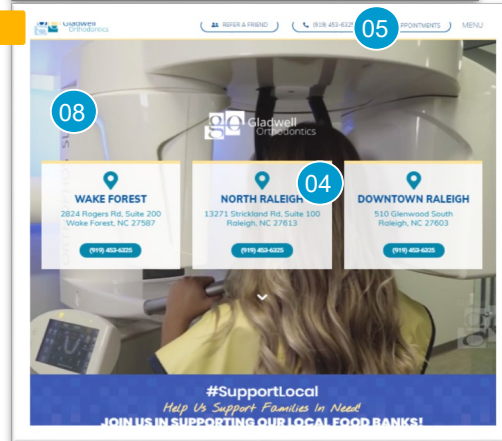 Gladwell
Orthodontics
REFER A FRIEND
(919) 453-6325
05
PPOINTMENTS
MENU
08
ge Gladwell
Orthodontics
04
WAKE FOREST
2824 Rogers Rd, Suite 200
Wake Forest, NC 27587
(919) 453-6325
NORTH RALEIGH
13271 Strickland Rd, Suite 100
Raleigh, NC 27613
(919) 453-6325
DOWNTOWN RALEIGH
510 Glenwood South
Raleigh, NC 27603
(919) 453-6325
#SupportLocal
Help Us Support Families In Need!
JOIN US IN SUPPORTING OUR LOCAL FOOD BANKS!